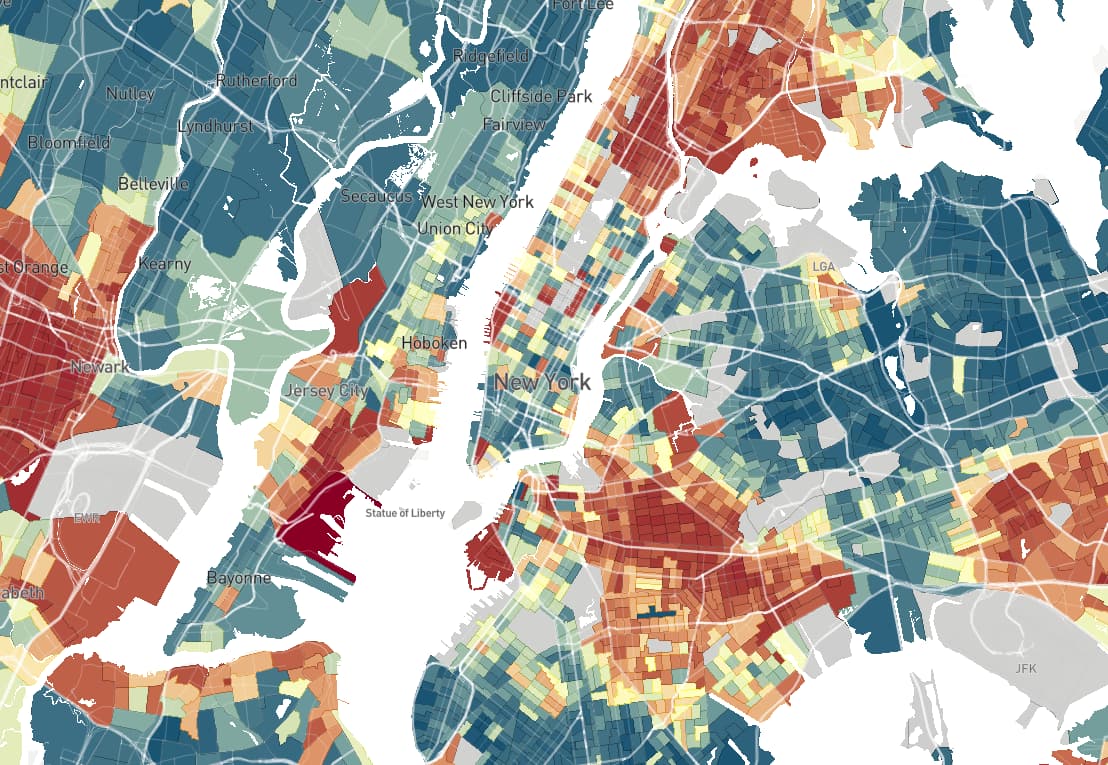 Fort Lee
Ridgefield
ntclair
Rutherford
Nutley
Cliffside Park
Lyndhurst
Fairview
Bloomfield
Belleville
Secaucus
West New York
Union City
Kearny
st Orange
LGA
Hoboken
Newark
New York
Jersey City
Statue of Liberty
EWR
Bayonne
abeth
JFK